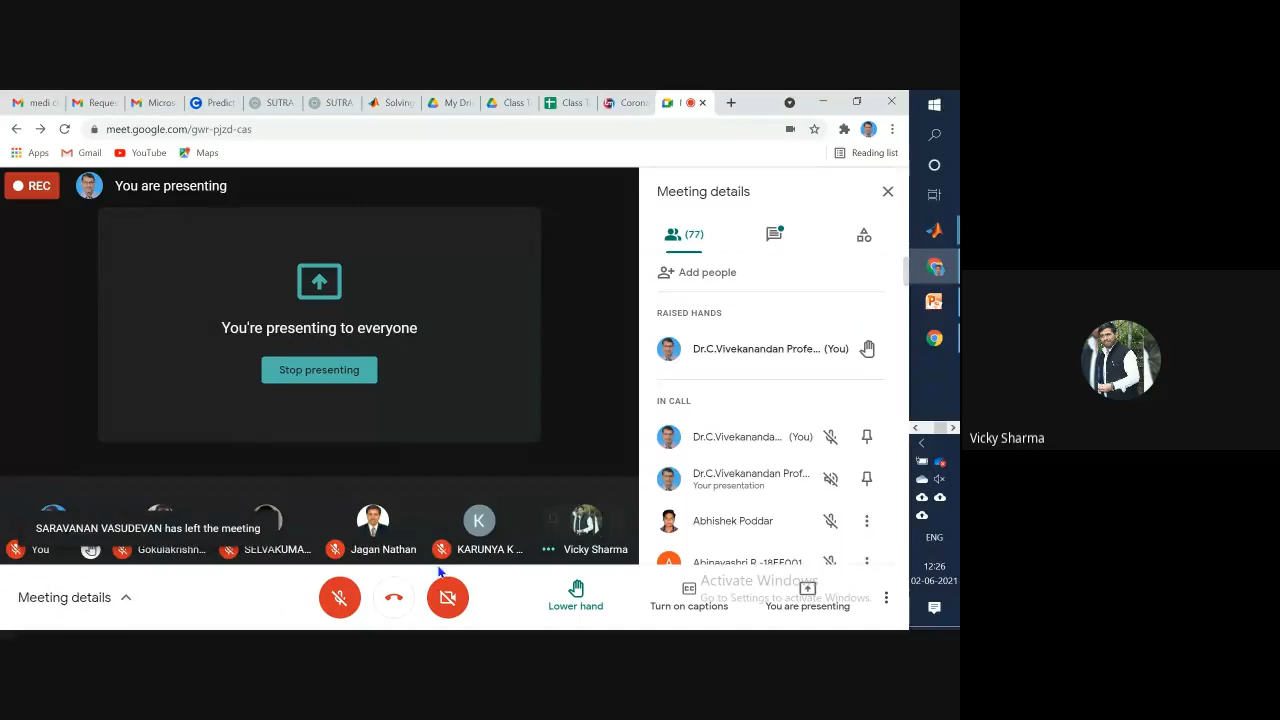 medi c
Reque
Micros
Predict
SUTRA
SUTRA
Solving
My Dri
Class T
Class T
Coron
meet.google.com/gwr-pjzd-cas
Apps
Gmail
YouTube
Maps
Reading list
REC
You are presenting
You're presenting to everyone
Stop presenting
SARAVANAN VASUDEVAN has left the meeting
You
Gokulakrishn...
SELVAKUMA...
Jagan Nathan
K
KARUNYA K ...
Vicky Sharma
Meeting details
(77)
Add people
RAISED HANDS
Dr.C.Vivekanandan Profe... (You)
IN CALL
Dr.C.Vivekananda... (You)
Dr.C.Vivekanandan Prof...
Your presentation
Abhishek Poddar
Meeting details
Lower hand
Turn on captions
You are presenting
Activate Windows
Go to Settings to activate Windows.
ENG
12:26
02-06-2021
Vicky Sharma